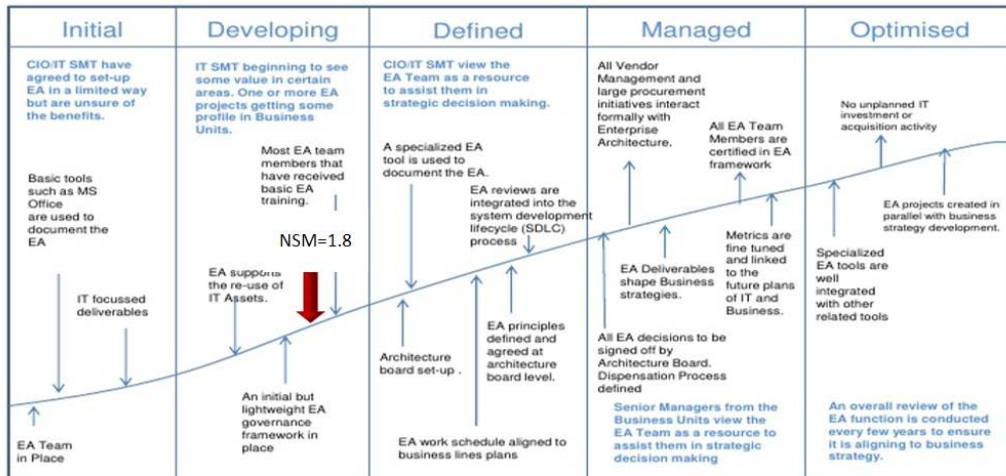 Initial
Developing
Defined
Managed
Optimised
CIO/IT SMT have
agreed to set-up
EA in a limited way
but are unsure of
the benefits.
Basic tools
such as MS
Office
are used to
document the
EA
IT focussed
deliverables
EA Team
in Place
IT SMT beginning to see
some value in certain
areas. One or more EA
projects getting some
profile in Business
Units.
Most EA team
members that
have received
basic EA
training.
NSM=1.8
EA supports
the re-use of
IT Assets.
An initial but
lightweight EA
governance
framework in
place
CIO/IT SMT view the
EA Team as a resource
to assist them in
strategic decision making.
A specialized EA
tool is used to
document the EA.
EA reviews are
integrated into the
system development
lifecycle (SDLC)
process
Architecture
board set-up .
EA principles
defined and
agreed at
architecture
board level.
EA work schedule aligned to
business lines plans
All Vendor
Management and
large procurement
initiatives interact
formally with
Enterprise
Architecture.
All EA Team
Members are
certified in EA
framework
EA Deliverables
shape Business
strategies.
Metrics are
fine tuned
and linked
to the
future plans
of IT and
Business.
All EA decisions to be
signed off by
Architecture Board.
Dispensation Process
defined
Senior Managers from the
Business Units view the
EA Team as a resource to
assist them in strategic
decision making
No unplanned IT
investment or
acquisition activity
EA projects created in
parallel with business
strategy development.
Specialized
EA tools are
well
integrated
with other
related tools
An overall review of the
EA function is conducted
every few years to ensure
it is aligning to business
strategy.